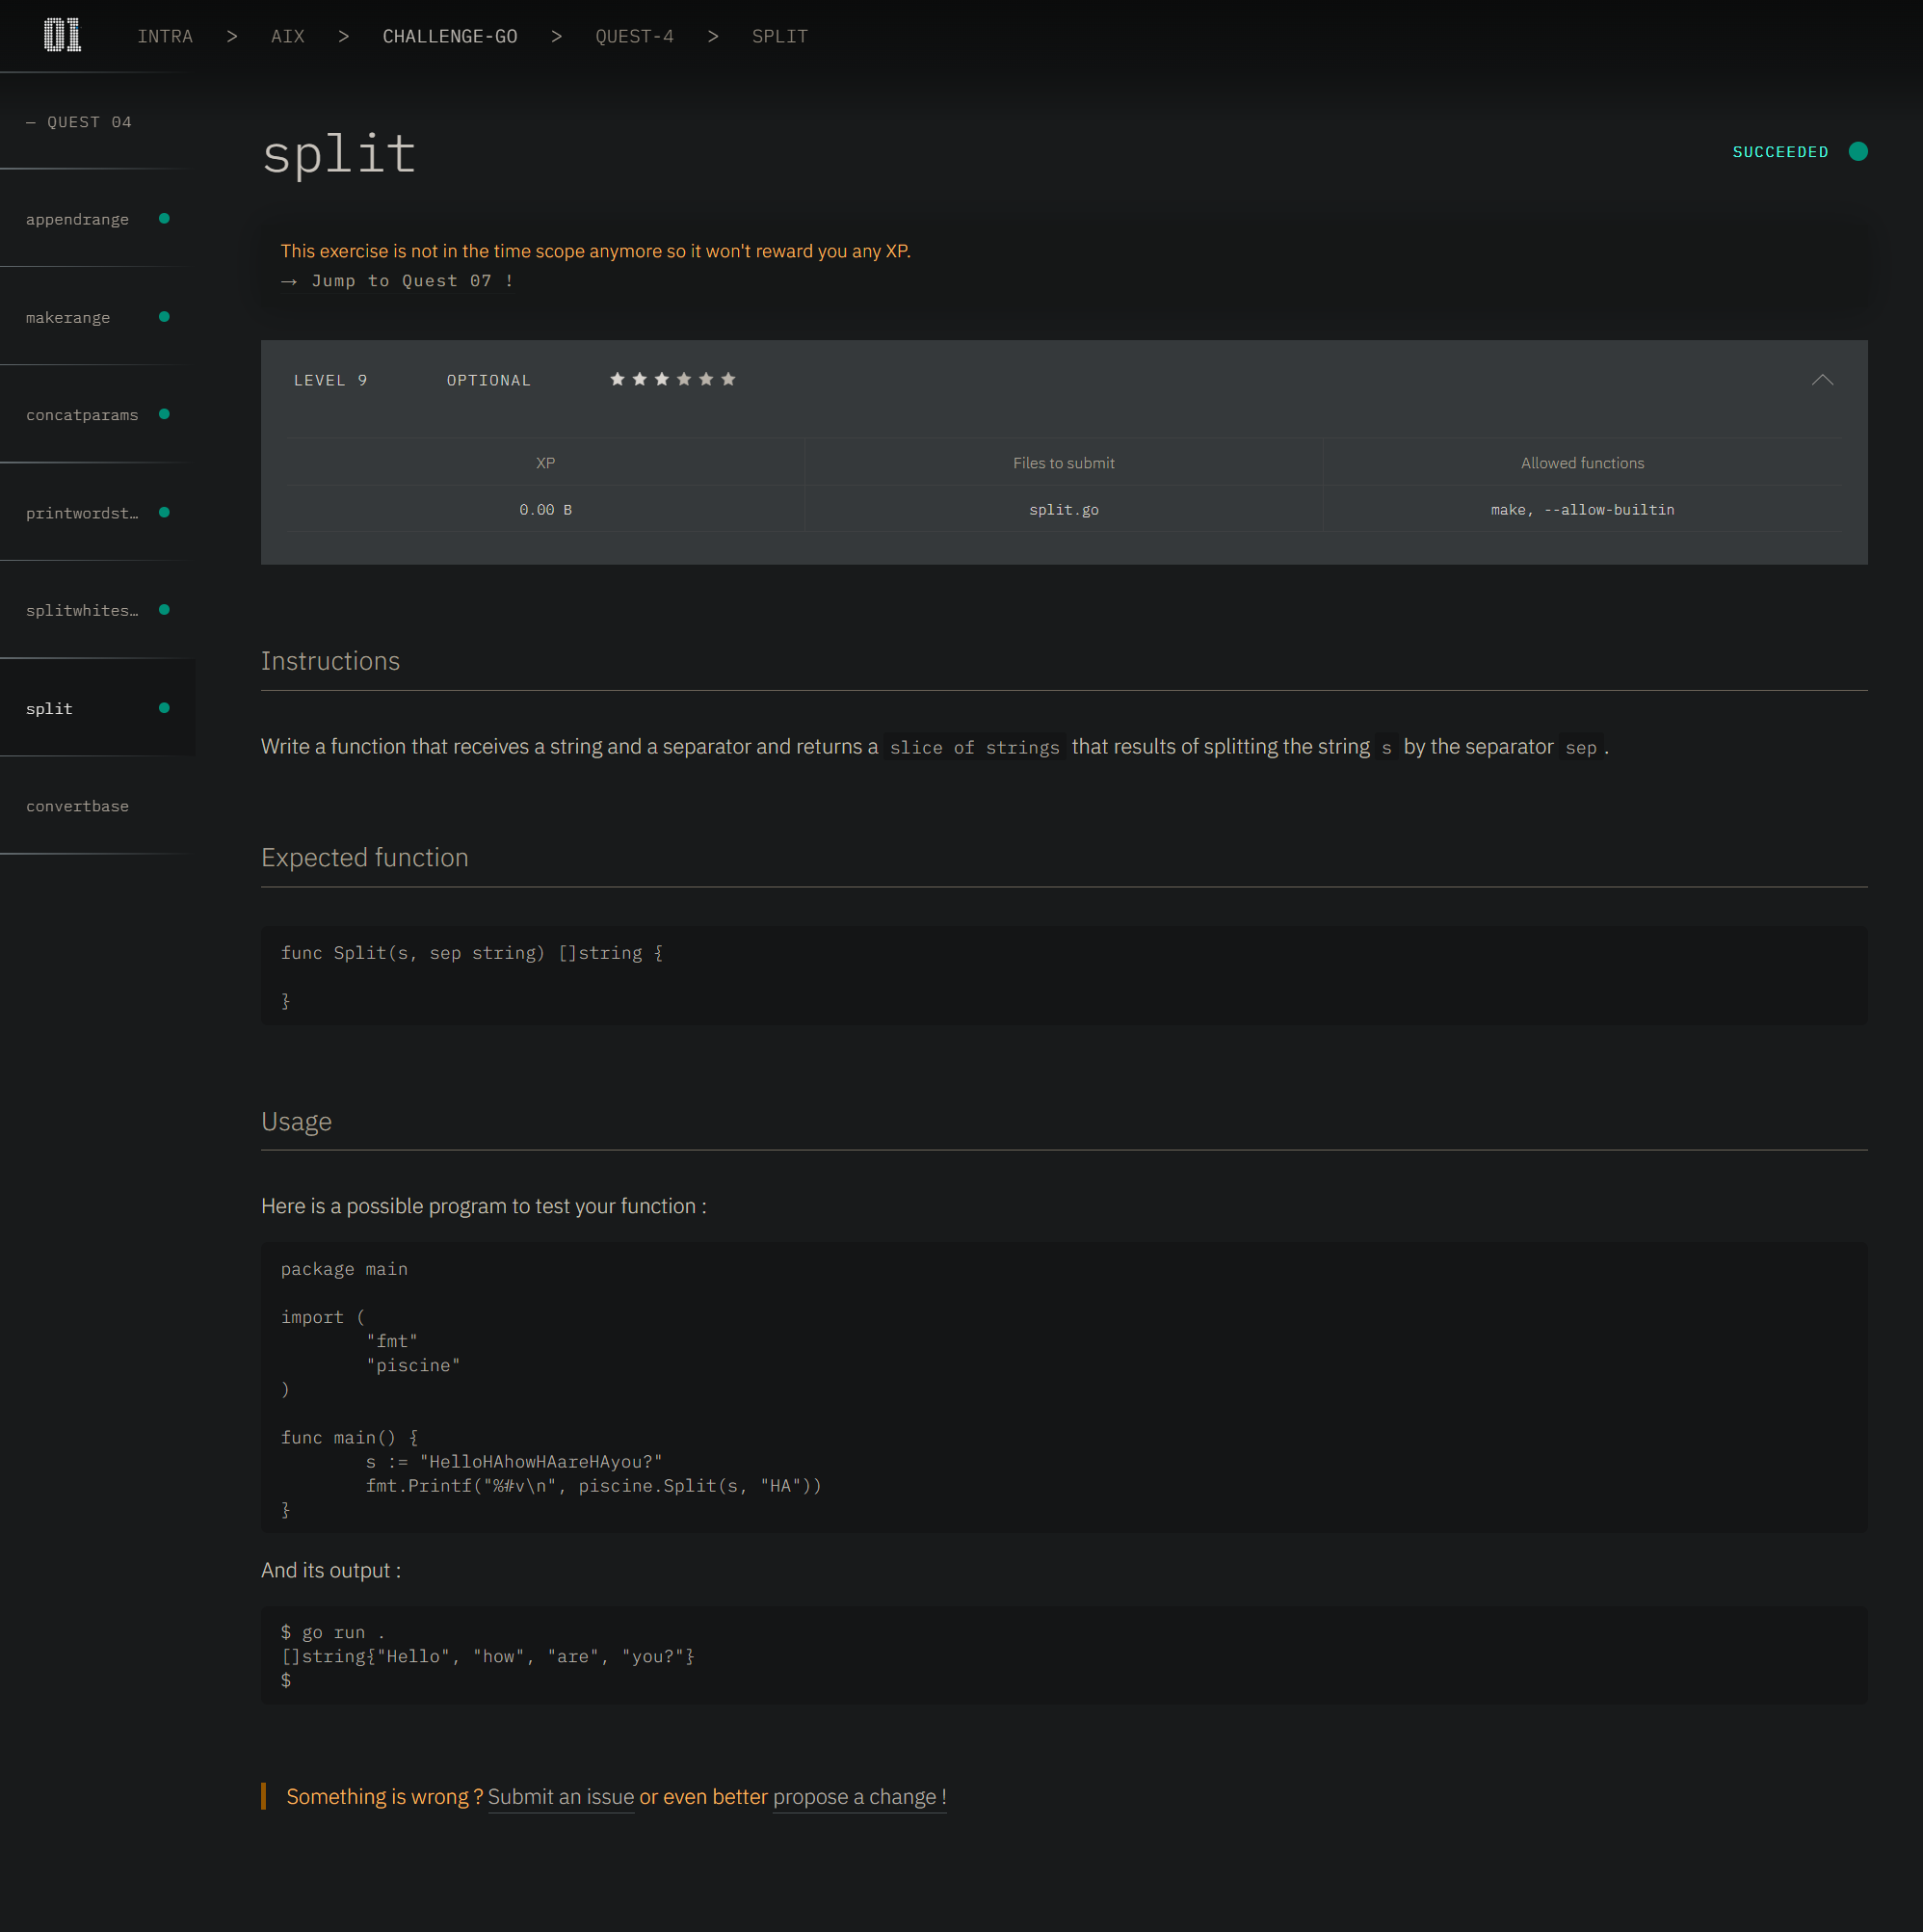 01 INTRA > AIX > CHALLENGE-GO > QUEST-4 > SPLIT
— QUEST 04
appendrange
makerange
concatparams
printwordst…
splitwhites…
split
convertbase
split
SUCCEEDED
This exercise is not in the time scope anymore so it won't reward you any XP.
→ Jump to Quest 07 !
LEVEL 9 OPTIONAL ★★★★★★
XP Files to submit Allowed functions
0.00 B split.go make, --allow-builtin
Instructions
Write a function that receives a string and a separator and returns a slice of strings that results of splitting the string s by the separator sep .
Expected function
func Split(s, sep string) []string {
}
Usage
Here is a possible program to test your function :
package main
import (
"fmt"
"piscine"
)
func main() {
s := "HelloHAhowHAareHAyou?"
fmt.Printf("%#v\n", piscine.Split(s, "HA"))
}
And its output :
$ go run .
[]string{"Hello", "how", "are", "you?"}
$
Something is wrong ? Submit an issue or even better propose a change !